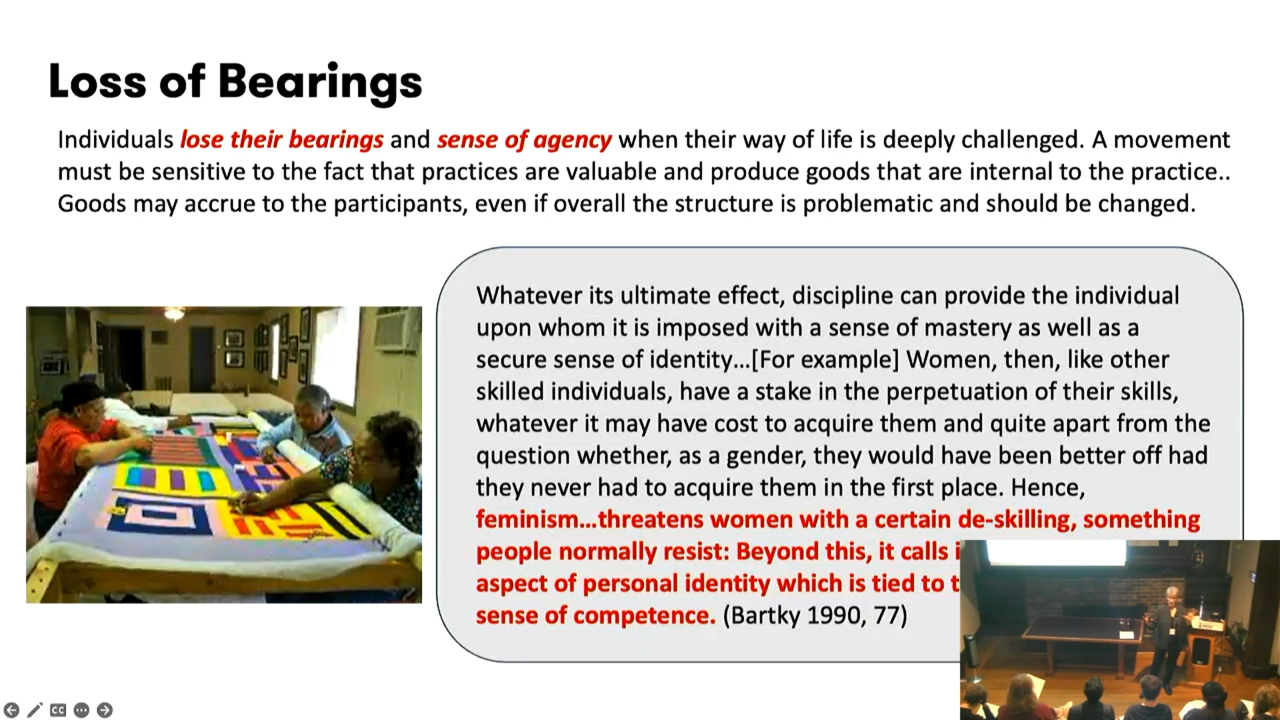 Loss of Bearings
Individuals lose their bearings and sense of agency when their way of life is deeply challenged. A movement
must be sensitive to the fact that practices are valuable and produce goods that are internal to the practice..
Goods may accrue to the participants, even if overall the structure is problematic and should be changed.
Whatever its ultimate effect, discipline can provide the individual
upon whom it is imposed with a sense of mastery as well as a
secure sense of identity...[For example] Women, then, like other
skilled individuals, have a stake in the perpetuation of their skills,
whatever it may have cost to acquire them and quite apart from the
question whether, as a gender, they would have been better off had
they never had to acquire them in the first place. Hence,
feminism...threatens women with a certain de-skilling, something
people normally resist: Beyond this, it calls
aspect of personal identity which is tied to
sense of competence. (Bartky 1990, 77)
CC